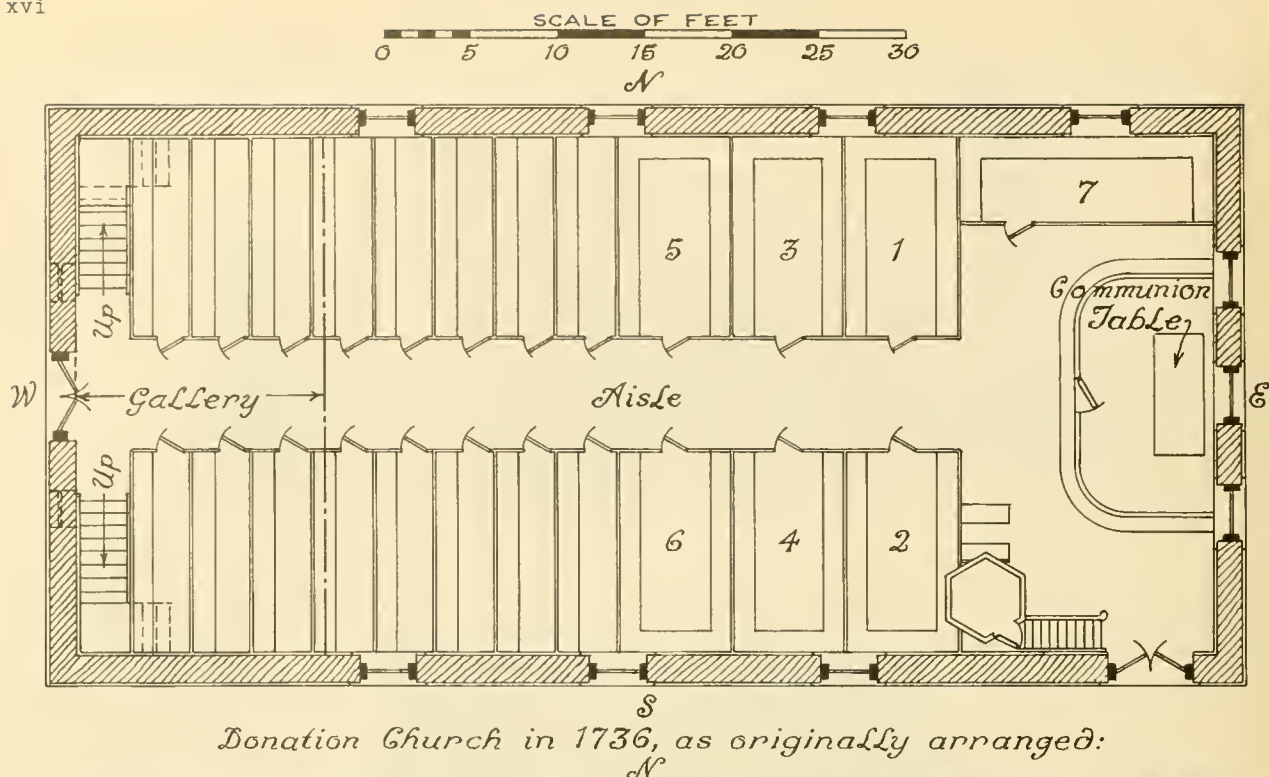 xvi
SCALE OF FEET
0 5 10 15 20 25 30
N
7
5 3 1
Communion
Table
Up
W Gallery Aisle E
Up
6 4 2
S
Donation Church in 1736, as originally arranged:
N